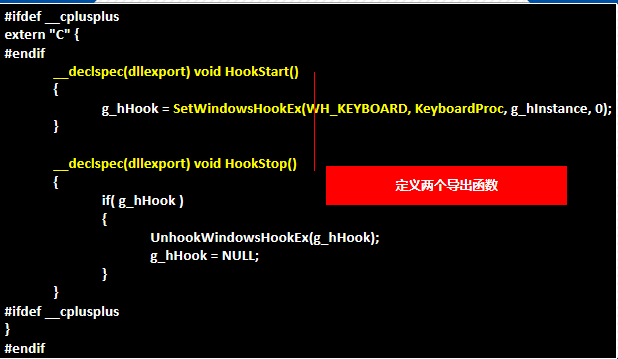 #ifdef __cplusplus
extern "C" {
#endif
__declspec(dllexport) void HookStart()
{
g_hHook = SetWindowsHookEx(WH_KEYBOARD, KeyboardProc, g_hInstance, 0);
}
__declspec(dllexport) void HookStop()
{
定义两个导出函数
if( g_hHook )
{
UnhookWindowsHookEx(g_hHook);
g_hHook = NULL;
}
}
#ifdef __cplusplus
}
#endif